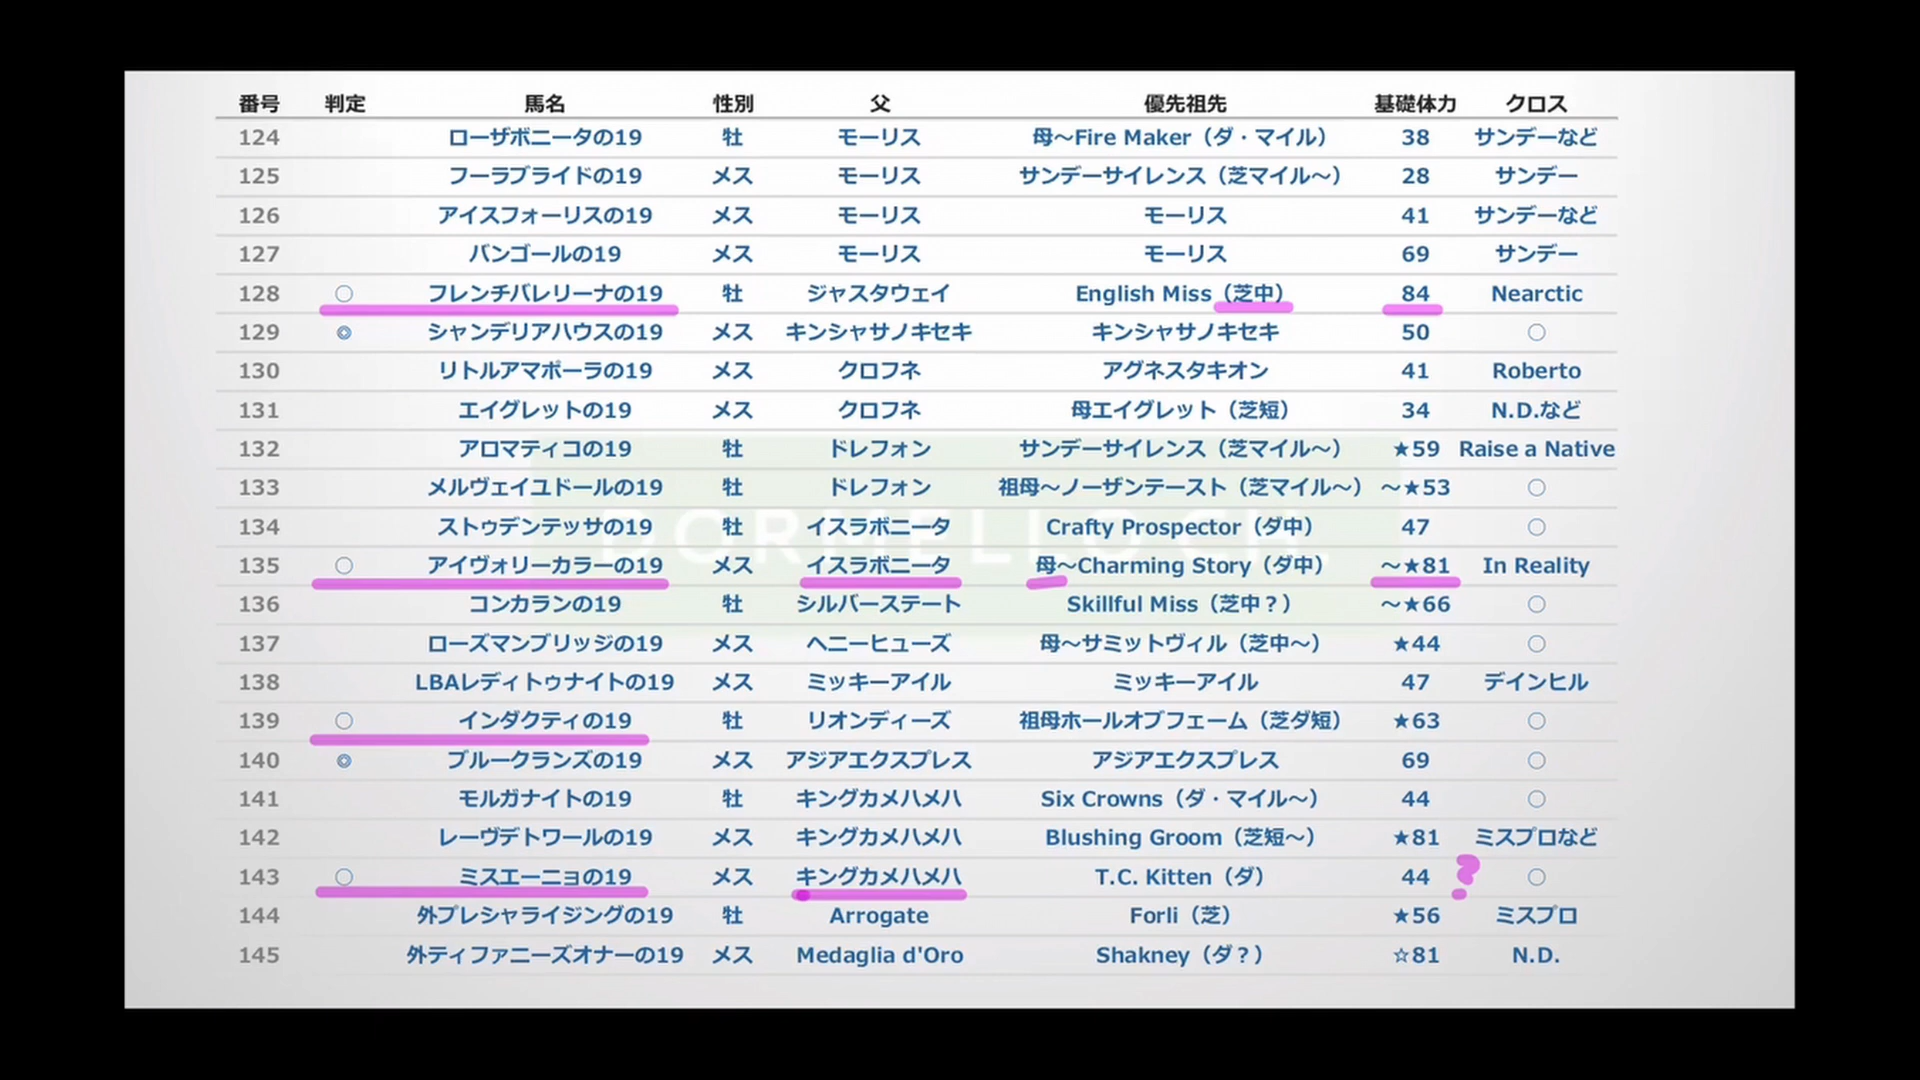 番号 判定 馬名 性別 父 優先祖先 基礎体力 クロス
124 ローザボニータの19 牡 モーリス 母～Fire Maker（ダ・マイル） 38 サンデーなど
125 フーラブライドの19 メス モーリス サンデーサイレンス（芝マイル～） 28 サンデー
126 アイスフォーリスの19 メス モーリス モーリス 41 サンデーなど
127 バンゴールの19 メス モーリス モーリス 69 サンデー
128 ○ フレンチバレリーナの19 牡 ジャスタウェイ English Miss（芝中） 84 Nearctic
129 ◎ シャンデリアハウスの19 メス キンシャサノキセキ キンシャサノキセキ 50 ○
130 リトルアマポーラの19 メス クロフネ アグネスタキオン 41 Roberto
131 エイグレットの19 メス クロフネ 母エイグレット（芝短） 34 N.D.など
132 アロマティコの19 牡 ドレフォン サンデーサイレンス（芝マイル～） ★59 Raise a Native
133 メルヴェイユドールの19 牡 ドレフォン 祖母～ノーザンテースト（芝マイル～） ～★53 ○
134 ストゥデンテッサの19 牡 イスラボニータ Crafty Prospector（ダ中） 47 ○
135 ○ アイヴォリーカラーの19 メス イスラボニータ 母～Charming Story（ダ中） ～★81 In Reality
136 コンカランの19 牡 シルバーステート Skillful Miss（芝中？） ～★66 ○
137 ローズマンブリッジの19 メス ヘニーヒューズ 母～サミットヴィル（芝中～） ★44 ○
138 LBAレディトゥナイトの19 メス ミッキーアイル ミッキーアイル 47 デインヒル
139 ○ インダクティの19 牡 リオンディーズ 祖母ホールオブフェーム（芝ダ短） ★63 ○
140 ◎ ブルークランズの19 メス アジアエクスプレス アジアエクスプレス 69 ○
141 モルガナイトの19 牡 キングカメハメハ Six Crowns（ダ・マイル～） 44 ○
142 レーヴデトワールの19 メス キングカメハメハ Blushing Groom（芝短～） ★81 ミスプロなど
143 ○ ミスエーニョの19 メス キングカメハメハ T.C. Kitten（ダ） 44 ? ○
144 外プレシャライジングの19 牡 Arrogate Forli（芝） ★56 ミスプロ
145 外ティファニーズオナーの19 メス Medaglia d'Oro Shakney（ダ？） ☆81 N.D.